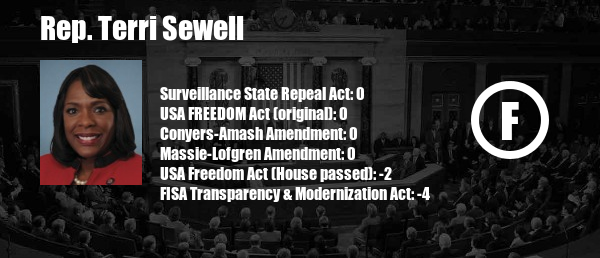 Rep. Terri Sewell
Surveillance State Repeal Act: 0
USA FREEDOM Act (original): 0
Conyers-Amash Amendment: 0
Massie-Lofgren Amendment: 0
USA Freedom Act (House passed): -2
FISA Transparency & Modernization Act: -4
F